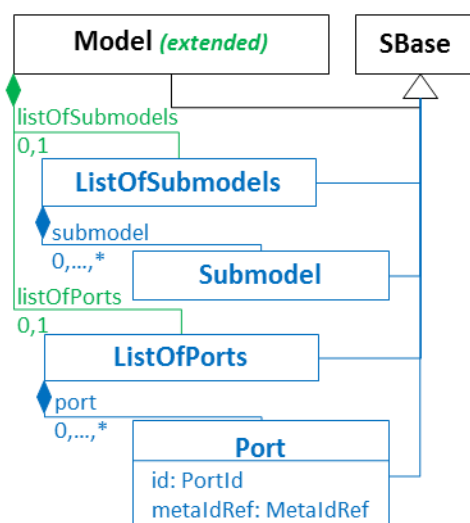 Model (extended)
SBase
listOfSubmodels
0,1
ListOfSubmodels
submodel
0,...,*
Submodel
listOfPorts
0,1
ListOfPorts
port
0,...,*
Port
id: PortId
metaIdRef: MetaIdRef